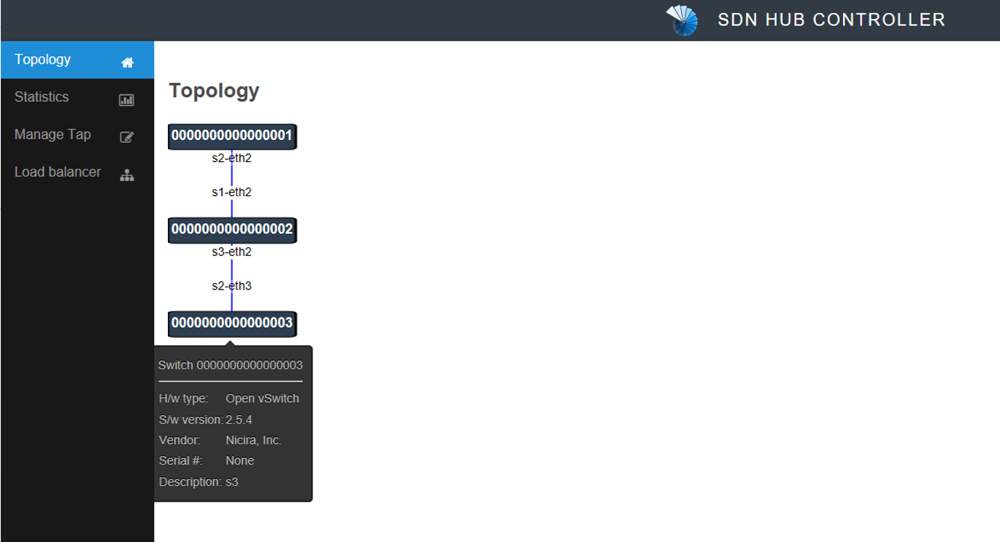 SDN HUB CONTROLLER
Topology
Statistics
Manage Tap
Load balancer
Topology
0000000000000001
s2-eth2
s1-eth2
0000000000000002
s3-eth2
s2-eth3
0000000000000003
Switch 0000000000000003
H/w type: Open vSwitch
S/w version: 2.5.4
Vendor: Nicira, Inc.
Serial #: None
Description: s3